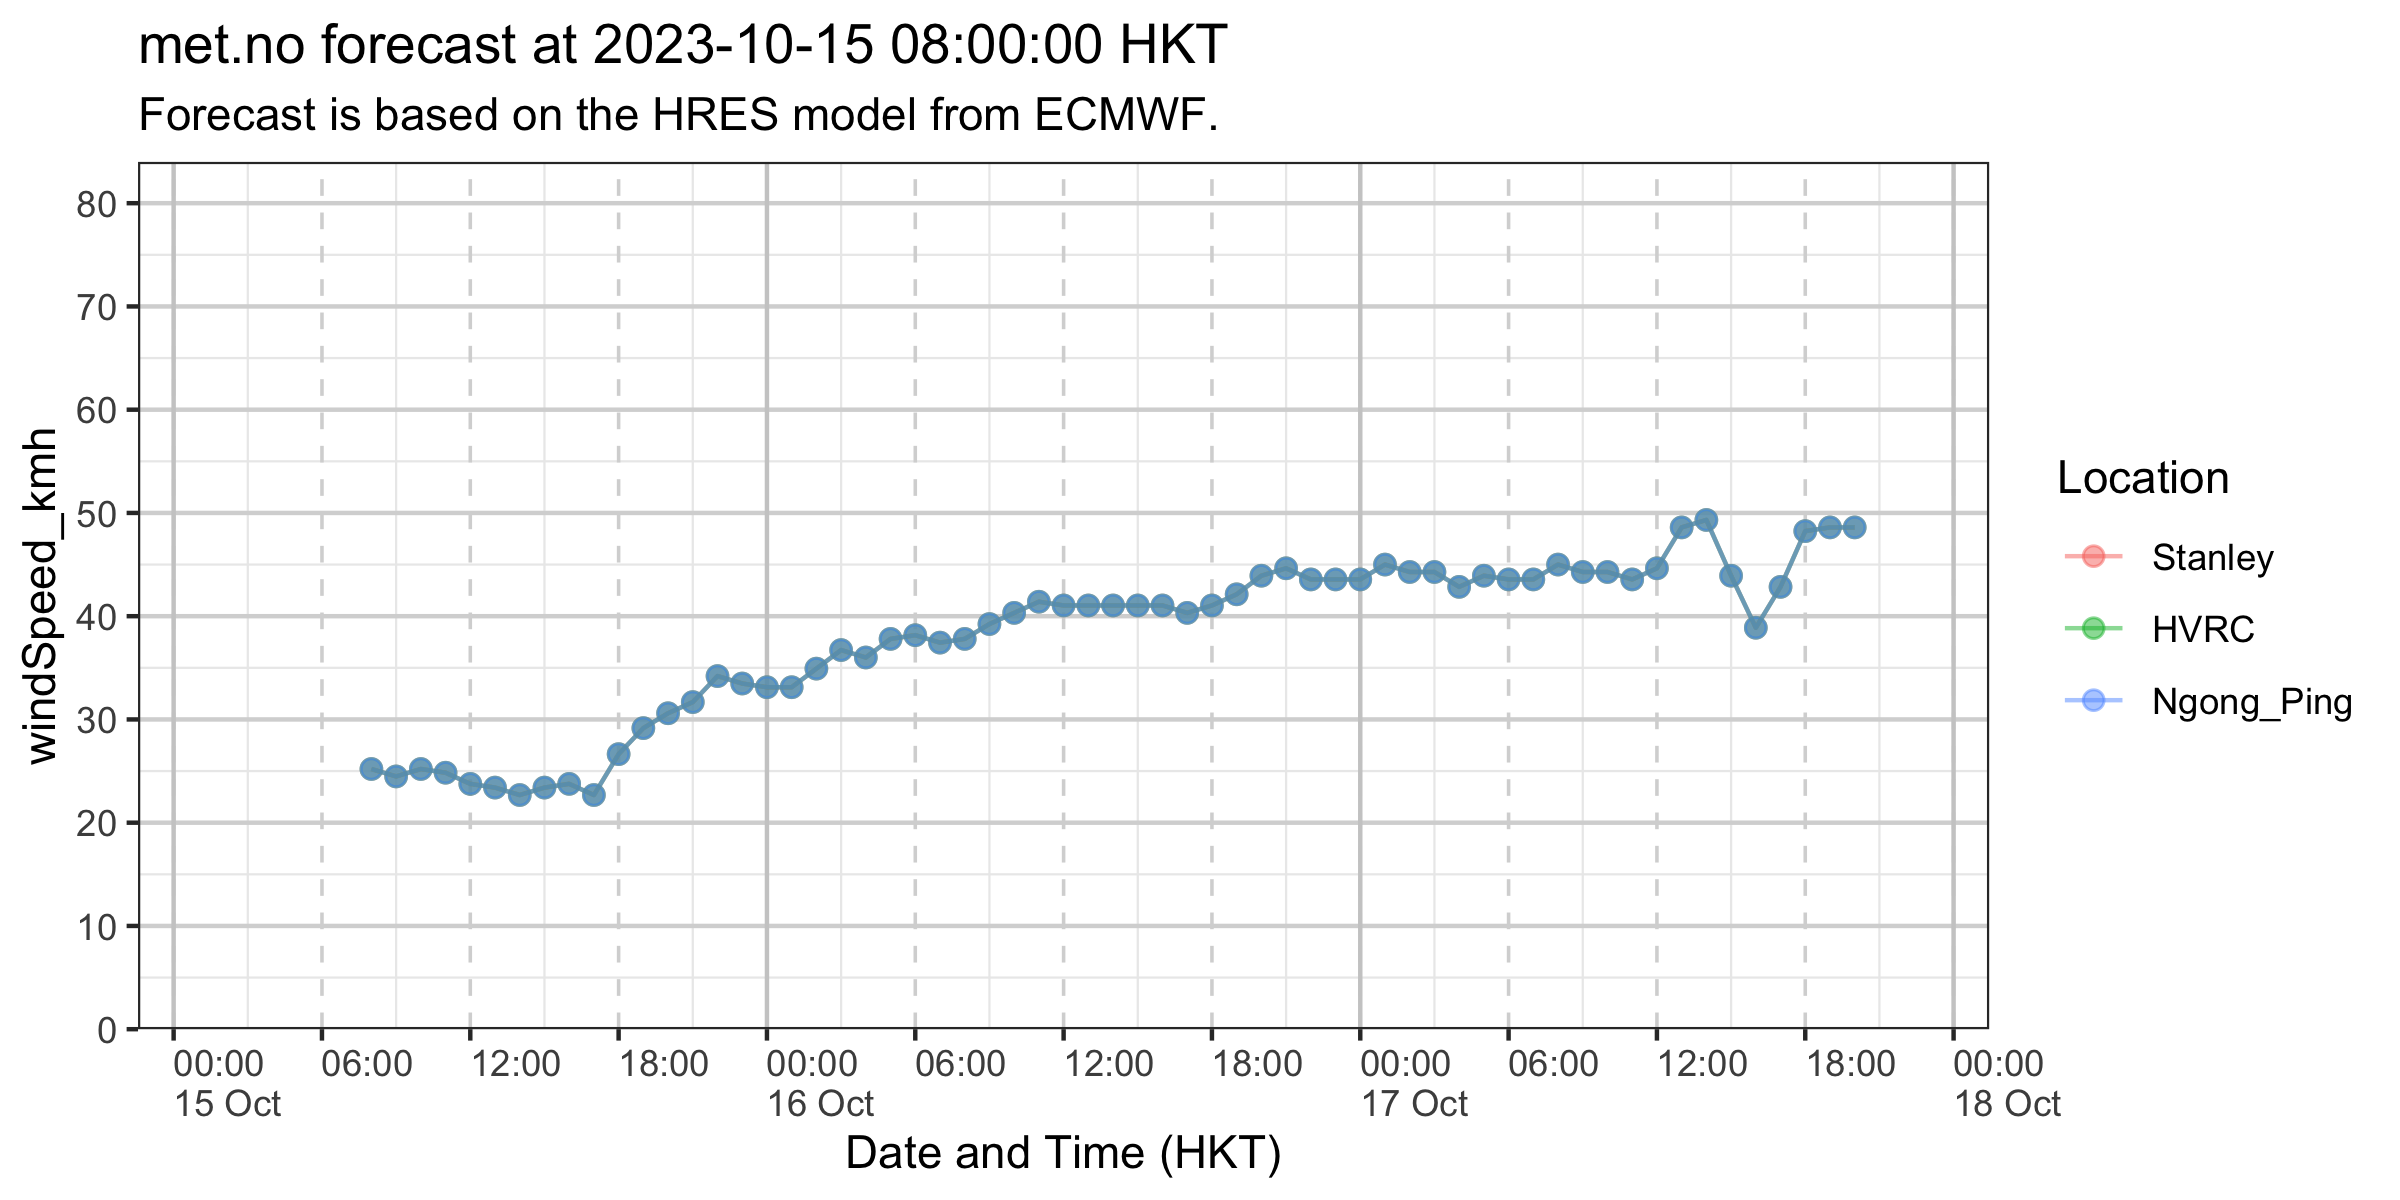 met.no forecast at 2023-10-15 08:00:00 HKT
Forecast is based on the HRES model from ECMWF.
windSpeed_kmh
80
70
60
50
40
30
20
10
0
00:00 06:00 12:00 18:00 00:00 06:00 12:00 18:00 00:00 06:00 12:00 18:00 00:00
15 Oct 16 Oct 17 Oct 18 Oct
Date and Time (HKT)
Location
Stanley
HVRC
Ngong_Ping